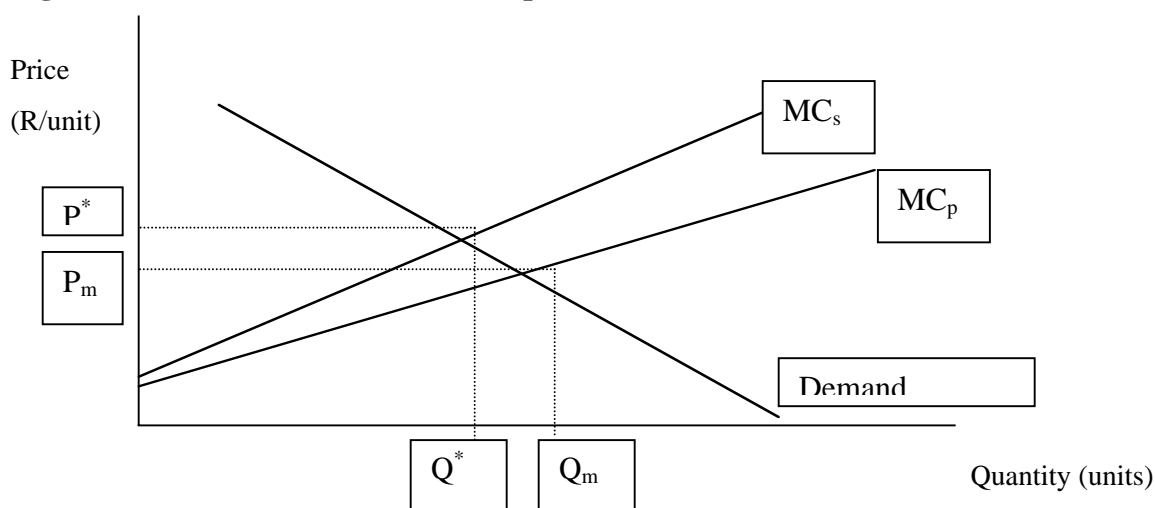 Price
(R/unit)
MCₛ
MCₚ
P*
Pₘ
Demand
Q*
Qₘ
Quantity (units)